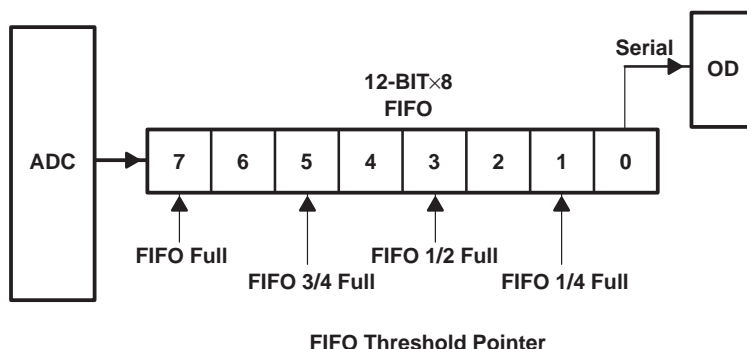 Serial
OD
12-BIT×8
FIFO
ADC
7 6 5 4 3 2 1 0
FIFO Full
FIFO 1/2 Full
FIFO 3/4 Full
FIFO 1/4 Full
FIFO Threshold Pointer